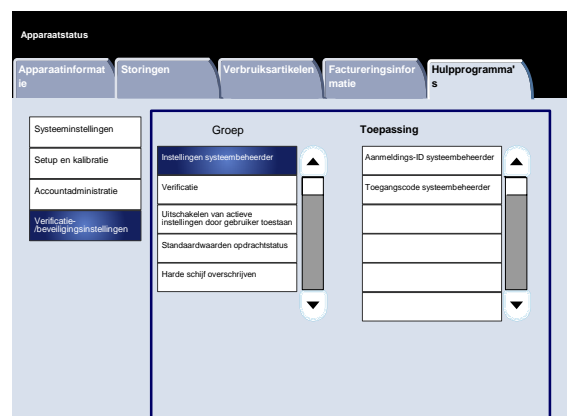 Apparaatstatus
Apparaatinformat
ie
Storingen
Verbruiksartikelen
Factureringsinfor
matie
Hulpprogramma'
s
Systeeminstellingen
Setup en kalibratie
Accountadministratie
Verificatie-
/beveiligingsinstellingen
Groep
Instellingen systeembeheerder
Verificatie
Uitschakelen van actieve
instellingen door gebruiker toestaan
Standaardwaarden opdrachtstatus
Harde schijf overschrijven
Toepassing
Aanmeldings-ID systeembeheerder
Toegangscode systeembeheerder